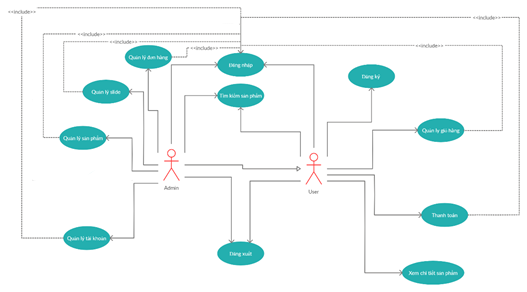 <<include>>
<<include>>
<<include>>
<<include>>
<<include>>
<<include>>
Quản lý đơn hàng
Đăng nhập
Đăng ký
Quản lý slide
Tìm kiếm sản phẩm
Quản lý sản phẩm
Quản lý giỏ hàng
Admin
User
Thanh toán
Quản lý tài khoản
Đăng xuất
Xem chi tiết sản phẩm